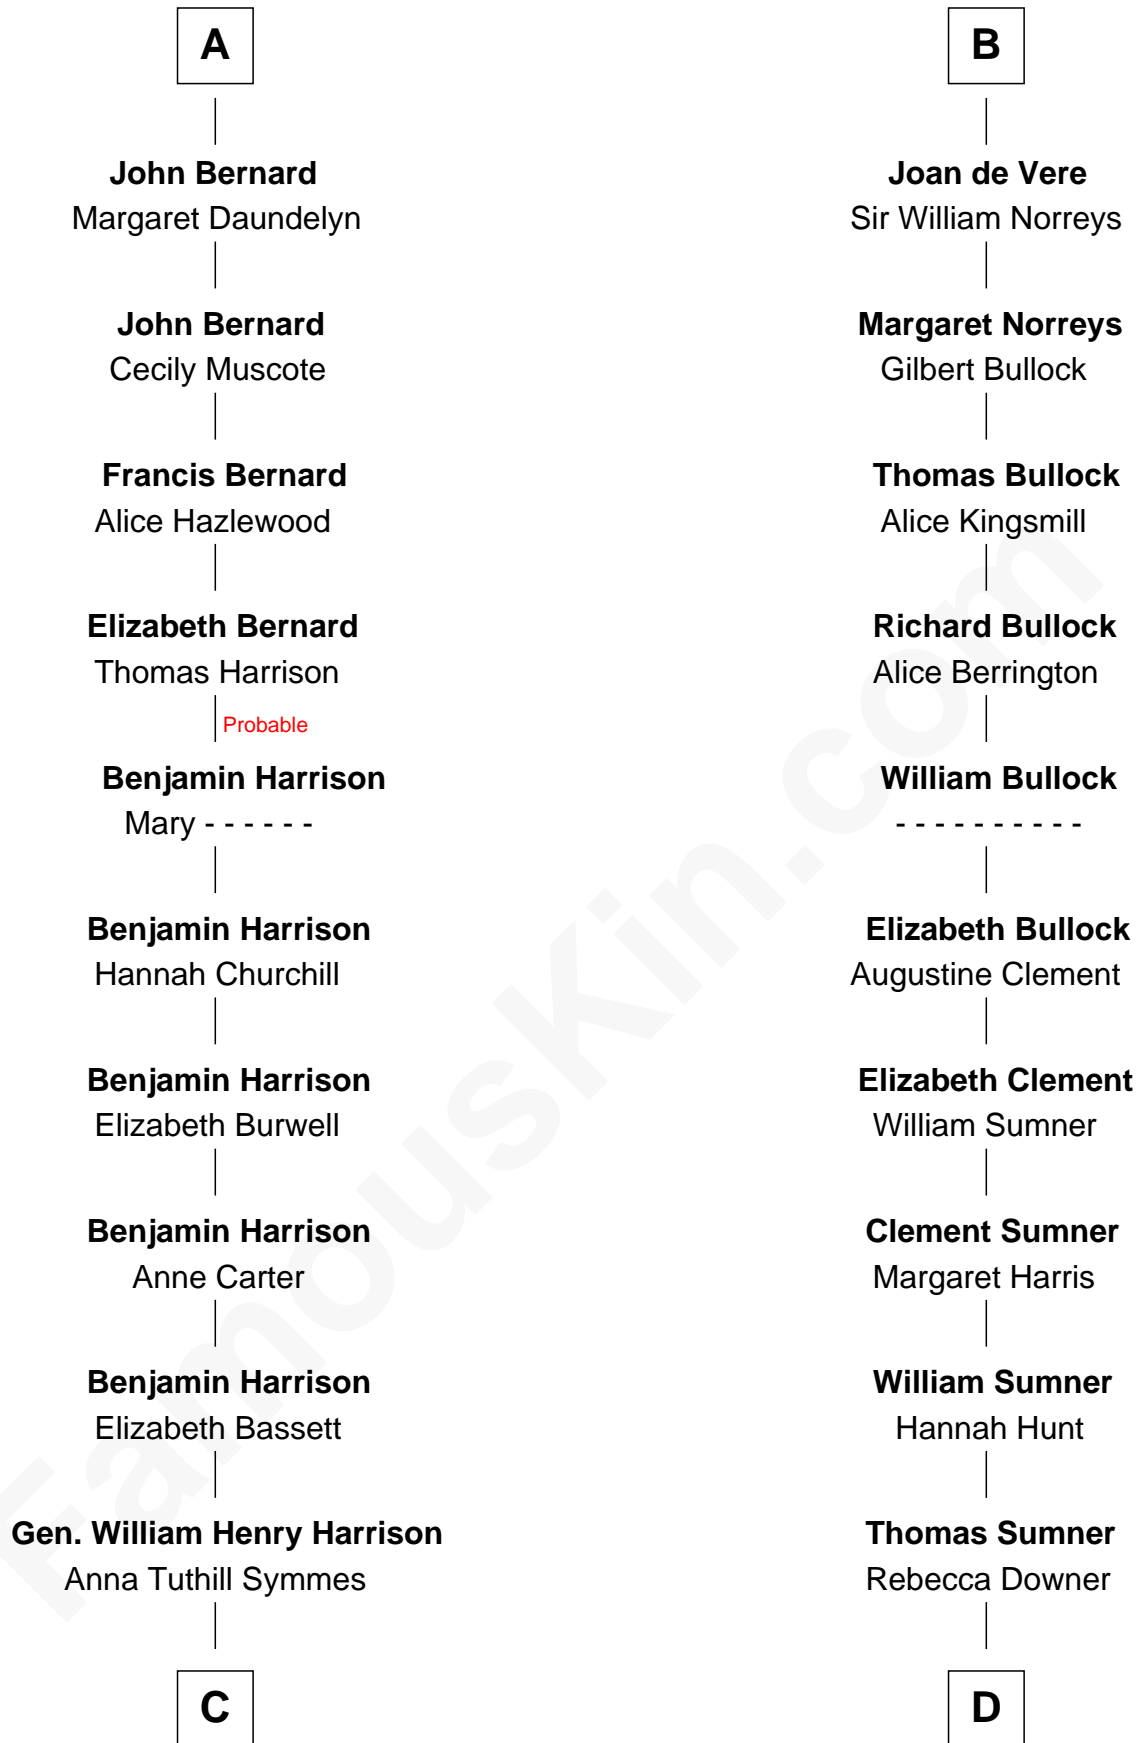 A
John Bernard
Margaret Daundelyn
John Bernard
Cecily Muscote
Francis Bernard
Alice Hazlewood
Elizabeth Bernard
Thomas Harrison
Probable
Benjamin Harrison
Mary - - - - - -
Benjamin Harrison
Hannah Churchill
Benjamin Harrison
Elizabeth Burwell
Benjamin Harrison
Anne Carter
Benjamin Harrison
Elizabeth Bassett
Gen. William Henry Harrison
Anna Tuthill Symmes
C
B
Joan de Vere
Sir William Norreys
Margaret Norreys
Gilbert Bullock
Thomas Bullock
Alice Kingsmill
Richard Bullock
Alice Berrington
William Bullock
- - - - - - - - - -
Elizabeth Bullock
Augustine Clement
Elizabeth Clement
William Sumner
Clement Sumner
Margaret Harris
William Sumner
Hannah Hunt
Thomas Sumner
Rebecca Downer
D
FamousKin.com